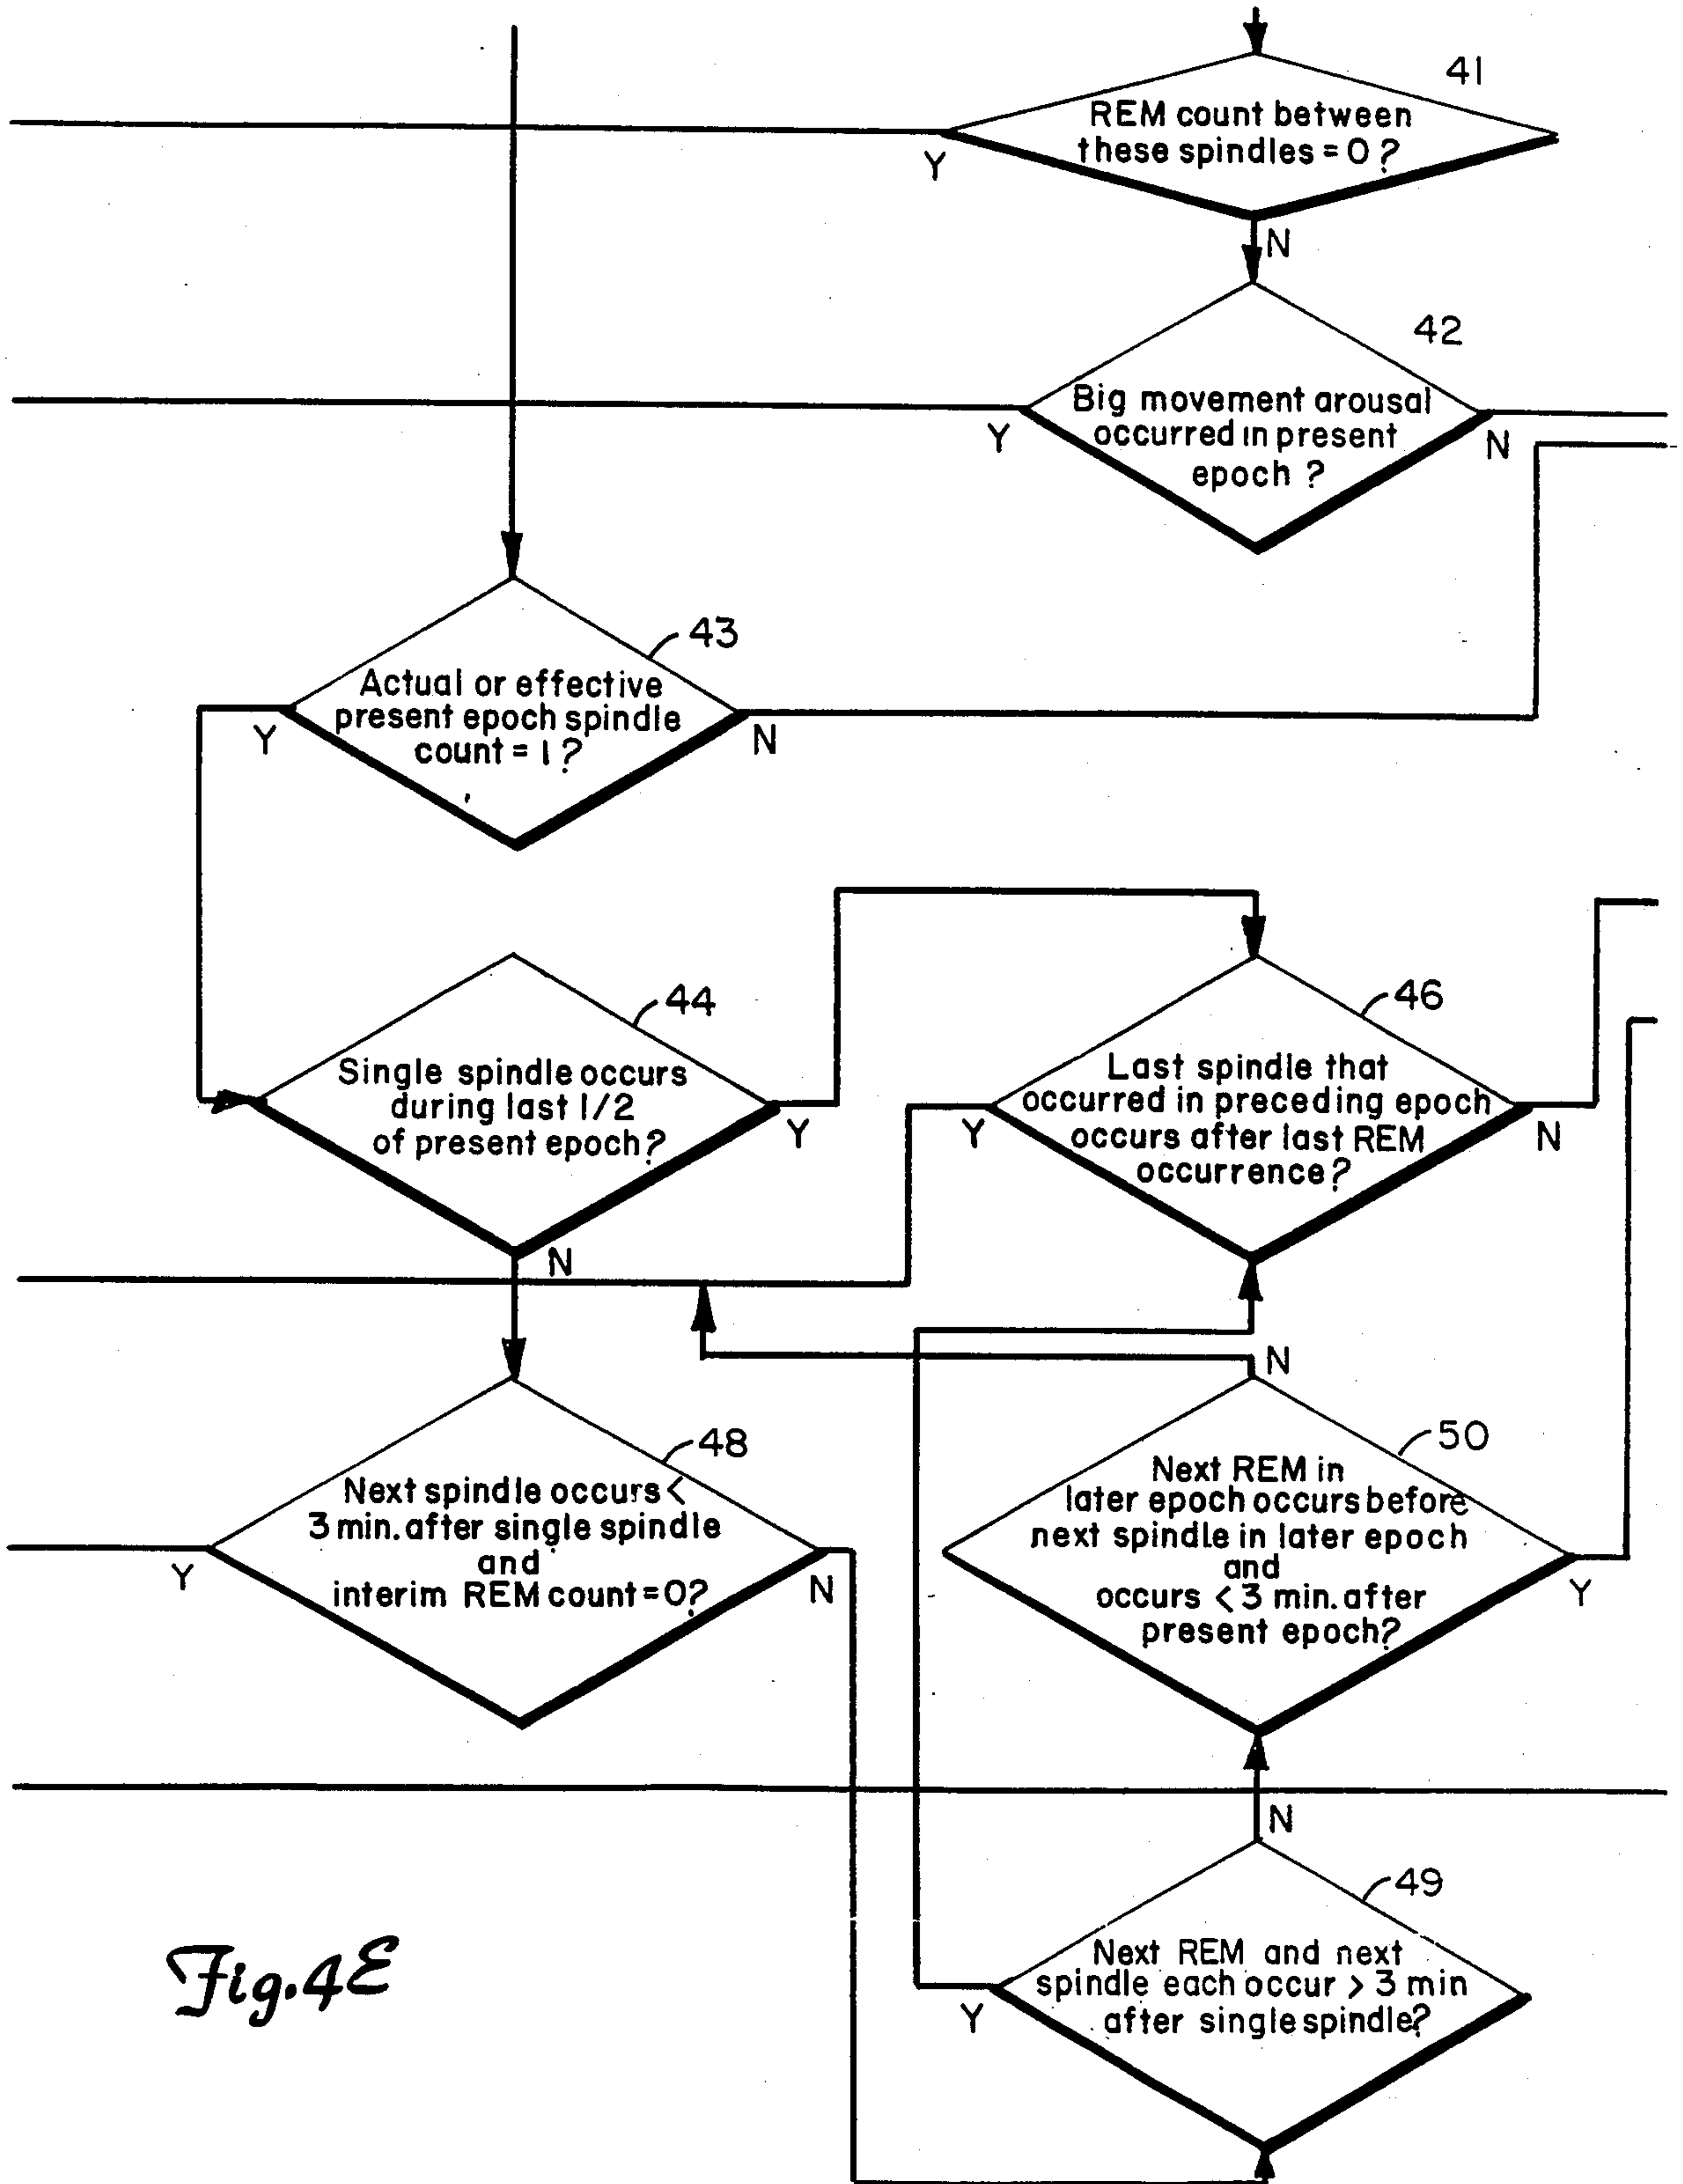 41
REM count between
these spindles = 0?
Y
N
42
Big movement arousal
occurred in present
epoch ?
Y
N
43
Actual or effective
present epoch spindle
count = 1?
Y
N
44
Single spindle occurs
during last 1/2
of present epoch?
Y
N
46
Last spindle that
occurred in preceding epoch
occurs after last REM
occurrence?
Y
N
48
Next spindle occurs <
3 min. after single spindle
and
interim REM count = 0?
Y
N
N
50
Next REM in
later epoch occurs before
next spindle in later epoch
and
occurs < 3 min. after
present epoch?
Y
N
49
Next REM and next
spindle each occur > 3 min
after single spindle?
Y
Fig. 4E